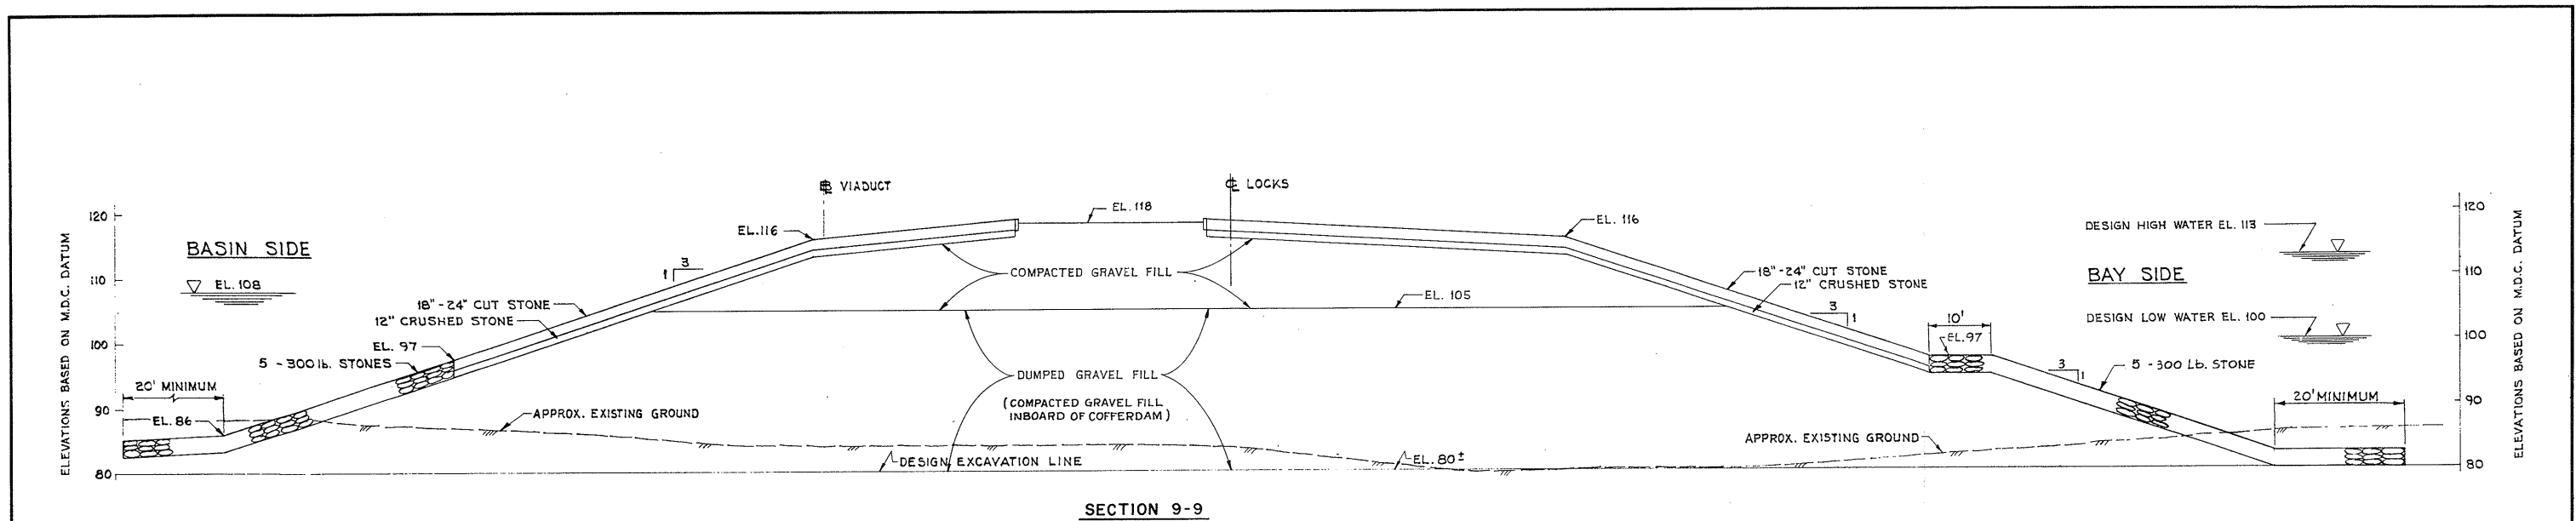 ℄ VIADUCT
℄ LOCKS
120
120
EL. 118
EL. 116
EL. 116
DESIGN HIGH WATER EL. 113
BASIN SIDE
BAY SIDE
3
1
110
110
COMPACTED GRAVEL FILL
18"-24" CUT STONE
12" CRUSHED STONE
EL. 108
18"-24" CUT STONE
12" CRUSHED STONE
EL. 105
3
1
10'
DESIGN LOW WATER EL. 100
100
100
EL. 97
EL. 97
5 - 300 lb. STONES
DUMPED GRAVEL FILL
(COMPACTED GRAVEL FILL
INBOARD OF COFFERDAM)
3
1
5 - 300 Lb. STONE
20' MINIMUM
20' MINIMUM
90
90
EL. 86
APPROX. EXISTING GROUND
APPROX. EXISTING GROUND
DESIGN EXCAVATION LINE
EL. 80±
80
80
ELEVATIONS BASED ON M.D.C. DATUM
ELEVATIONS BASED ON M.D.C. DATUM
SECTION 9-9